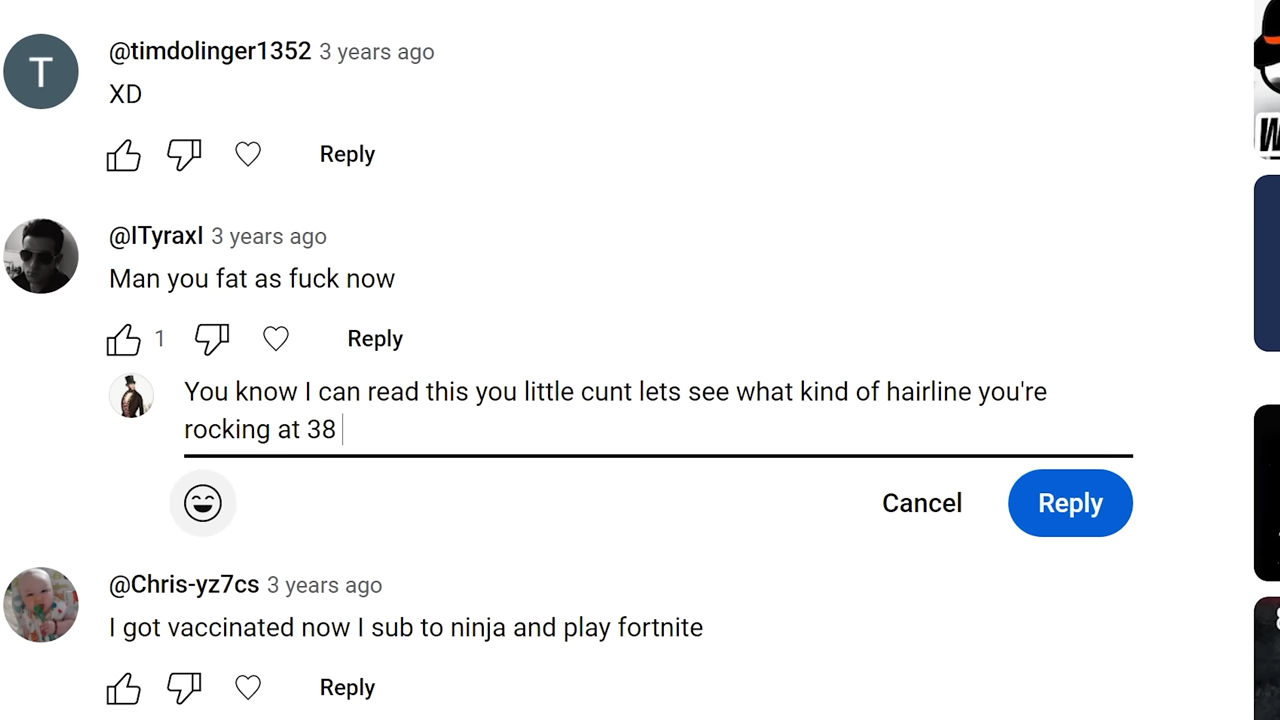 @timdolinger1352 3 years ago
XD
Reply
@ITyraxI 3 years ago
Man you fat as fuck now
1 Reply
You know I can read this you little cunt lets see what kind of hairline you're
rocking at 38
Cancel Reply
@Chris-yz7cs 3 years ago
I got vaccinated now I sub to ninja and play fortnite
Reply